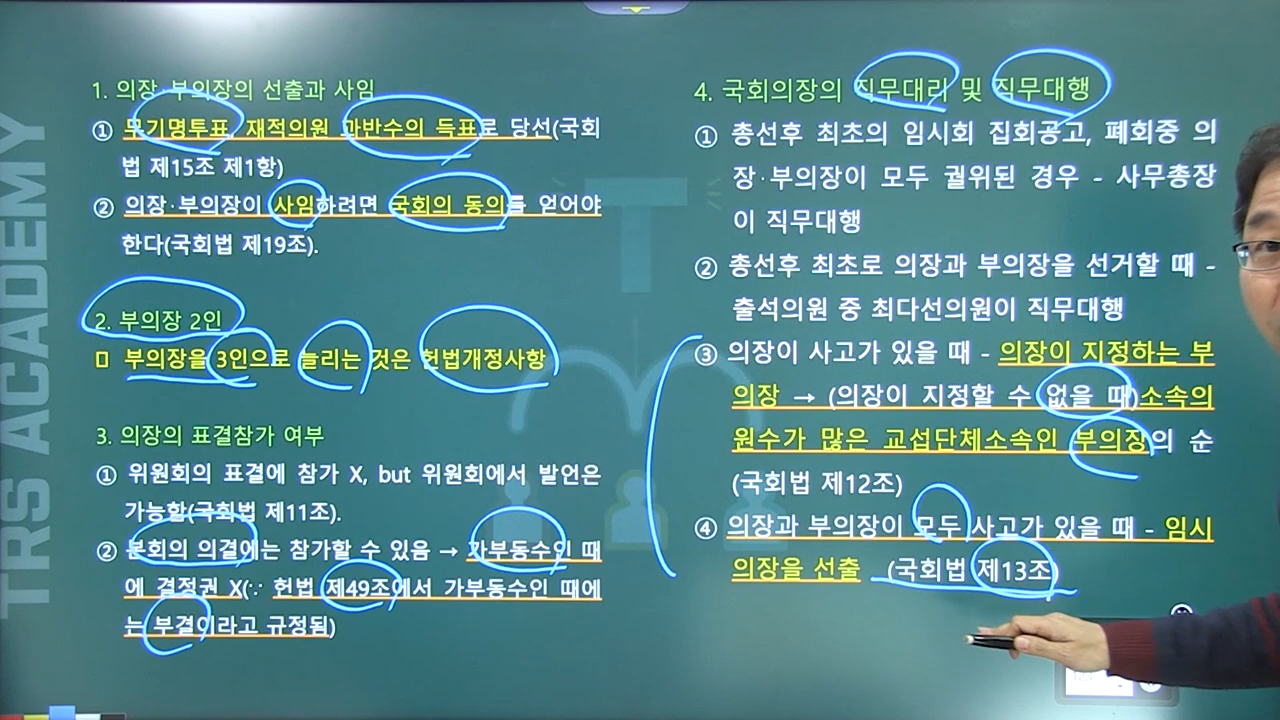 TRS ACADEMY
1. 의장·부의장의 선출과 사임
① 무기명투표, 재적의원 과반수의 득표로 당선(국회
법 제15조 제1항)
② 의장·부의장이 사임하려면 국회의 동의를 얻어야
한다(국회법 제19조).
2. 부의장 2인
□ 부의장을 3인으로 늘리는 것은 헌법개정사항
3. 의장의 표결참가 여부
① 위원회의 표결에 참가 X, but 위원회에서 발언은
가능함(국회법 제11조).
② 본회의 의결에는 참가할 수 있음 → 가부동수인 때
에 결정권 X(∵ 헌법 제49조에서 가부동수인 때에
는 부결이라고 규정됨)
4. 국회의장의 직무대리 및 직무대행
① 총선후 최초의 임시회 집회공고, 폐회중 의
장·부의장이 모두 궐위된 경우 - 사무총장
이 직무대행
② 총선후 최초로 의장과 부의장을 선거할 때 -
출석의원 중 최다선의원이 직무대행
③ 의장이 사고가 있을 때 - 의장이 지정하는 부
의장 → (의장이 지정할 수 없을 때)소속의
원수가 많은 교섭단체소속인 부의장의 순
(국회법 제12조)
④ 의장과 부의장이 모두 사고가 있을 때 - 임시
의장을 선출 (국회법 제13조)